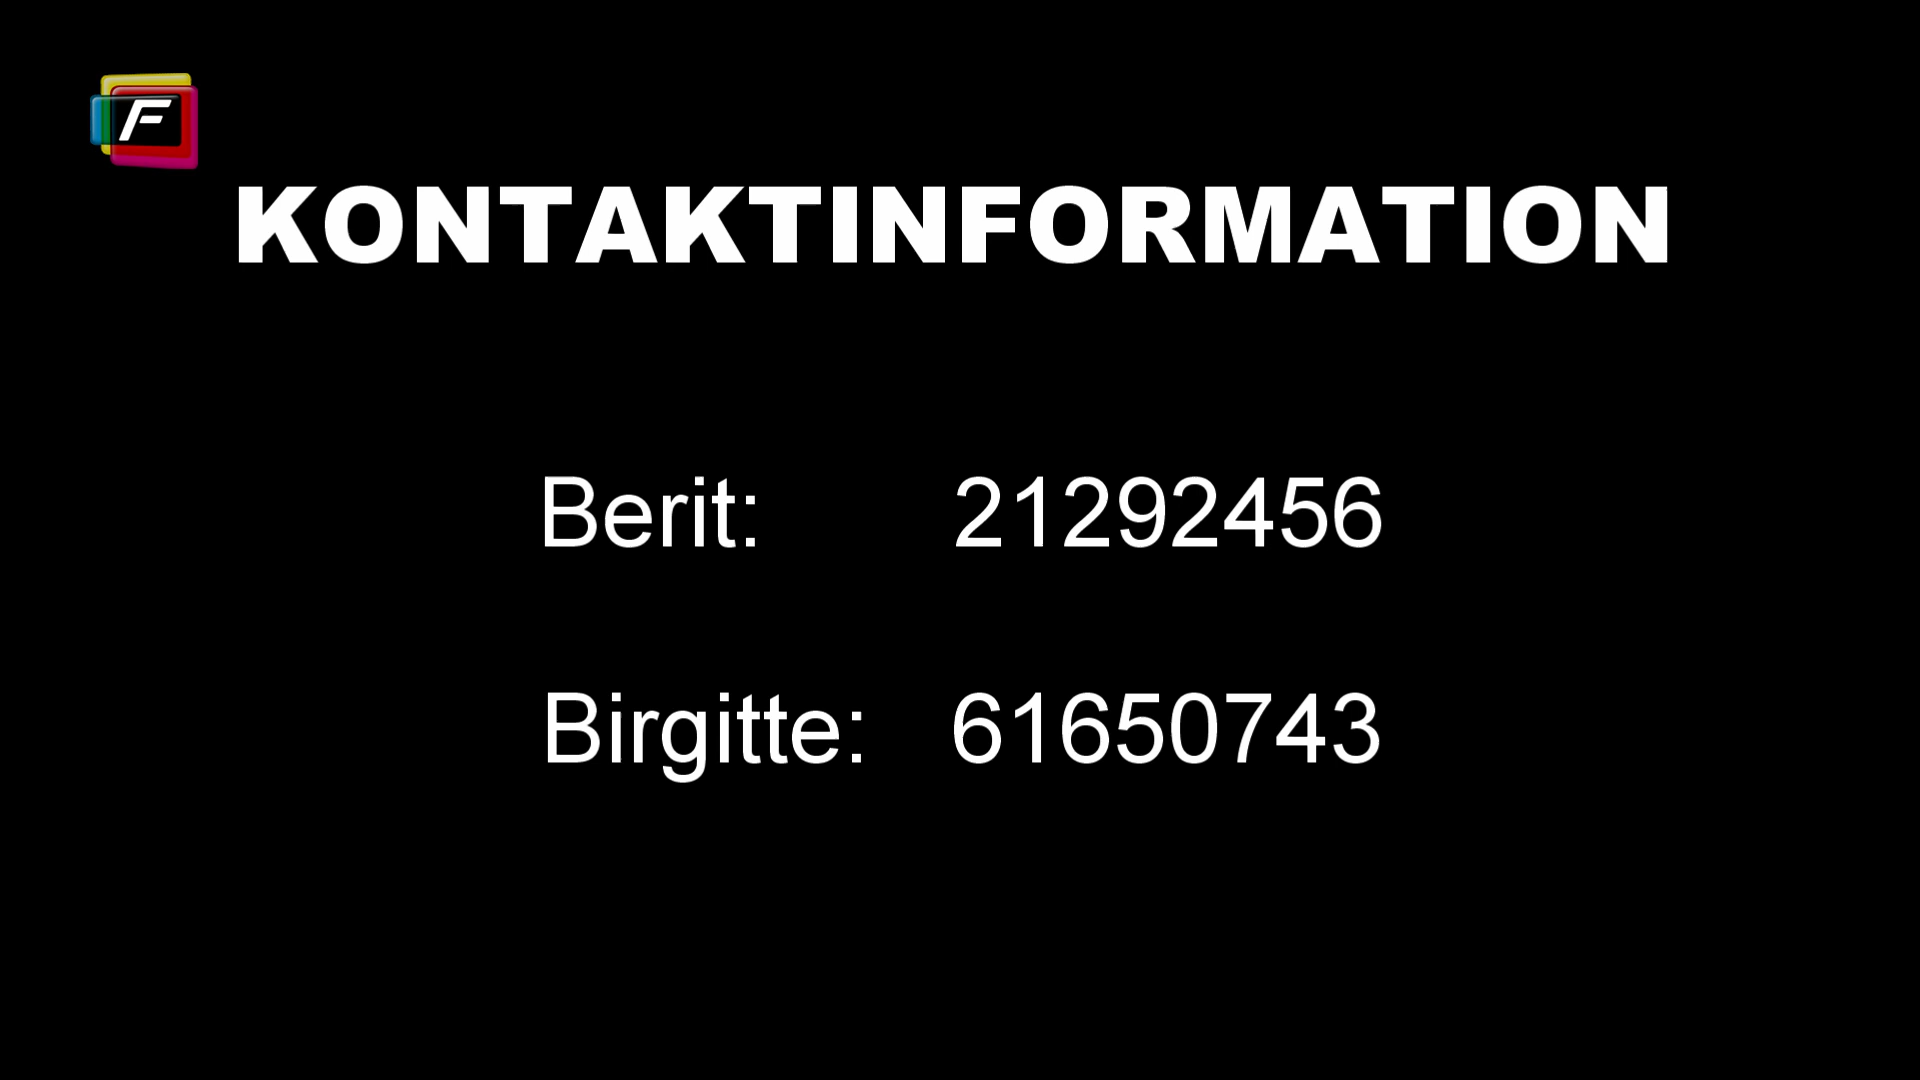 F
KONTAKTINFORMATION
Berit: 21292456
Birgitte: 61650743